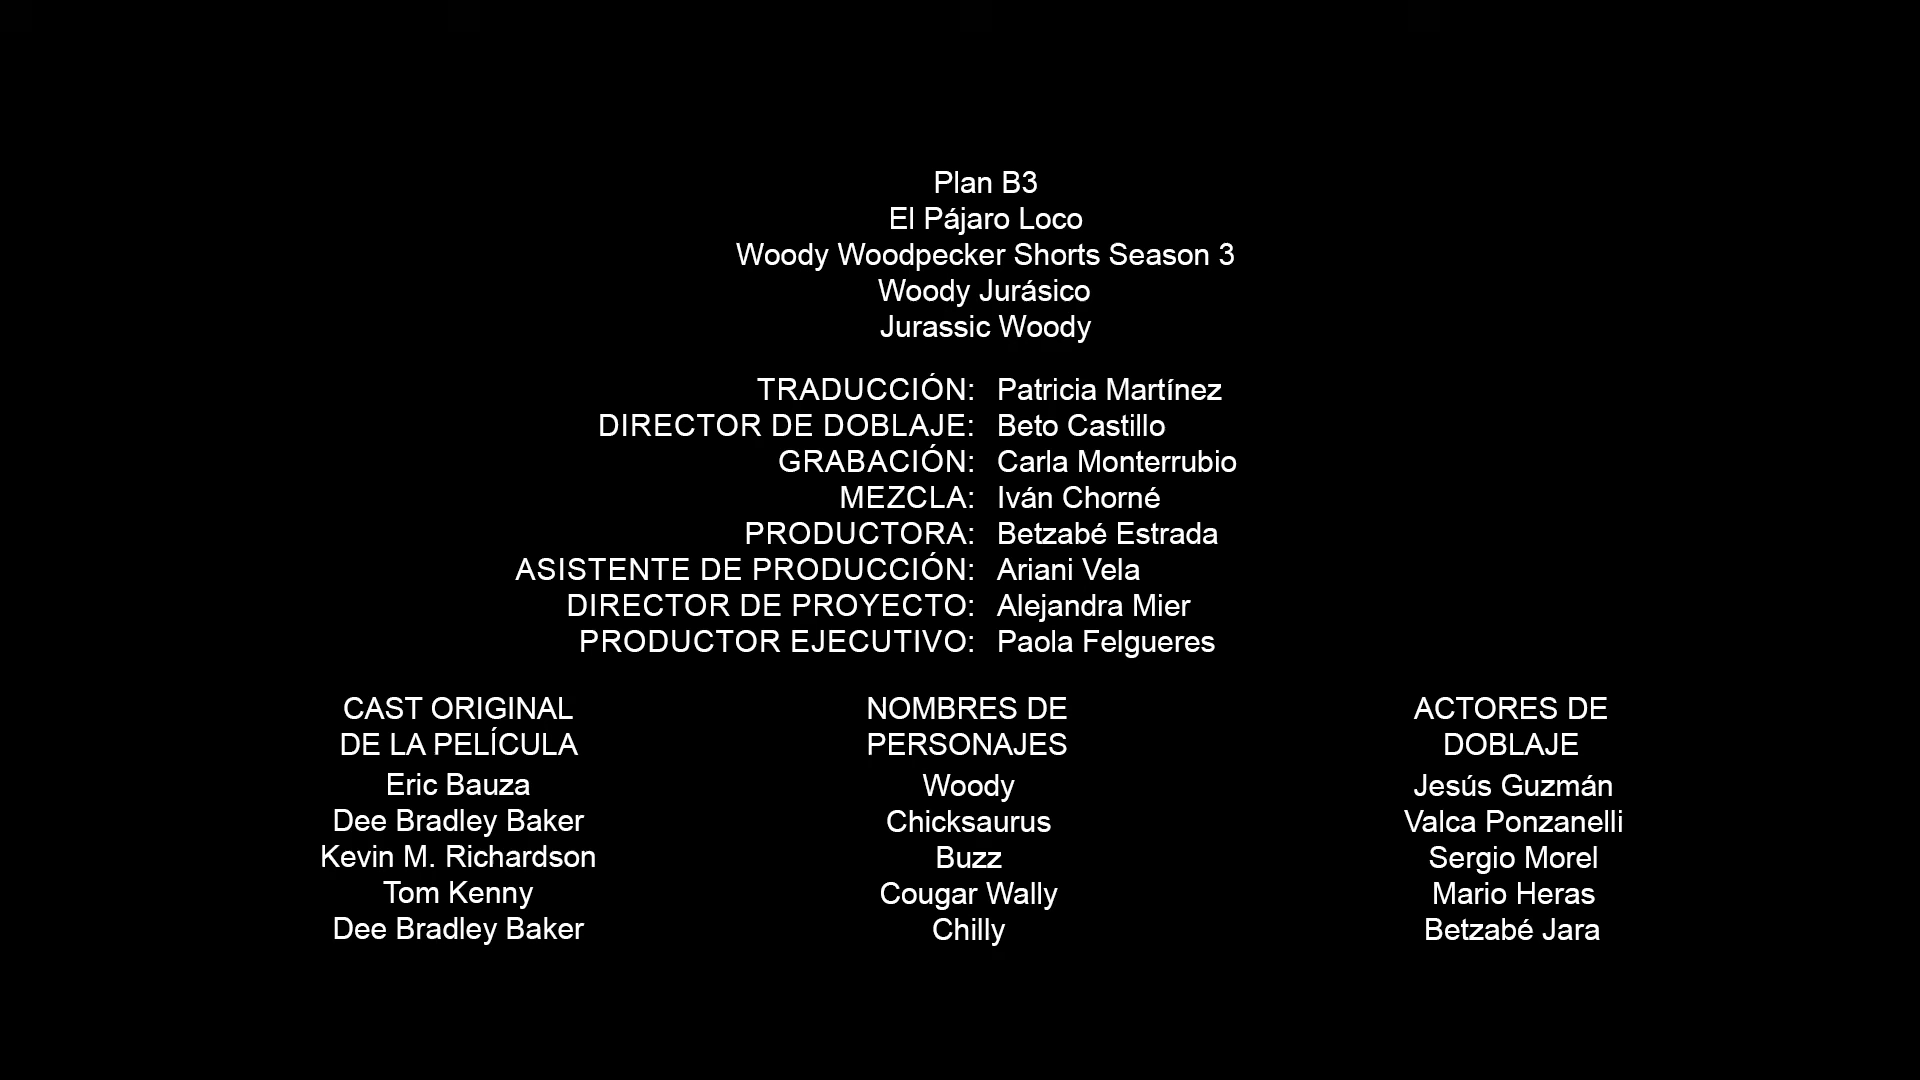 Plan B3
El Pájaro Loco
Woody Woodpecker Shorts Season 3
Woody Jurásico
Jurassic Woody
TRADUCCIÓN: Patricia Martínez
DIRECTOR DE DOBLAJE: Beto Castillo
GRABACIÓN: Carla Monterrubio
MEZCLA: Iván Chorné
PRODUCTORA: Betzabé Estrada
ASISTENTE DE PRODUCCIÓN: Ariani Vela
DIRECTOR DE PROYECTO: Alejandra Mier
PRODUCTOR EJECUTIVO: Paola Felgueres
CAST ORIGINAL NOMBRES DE ACTORES DE
DE LA PELÍCULA PERSONAJES DOBLAJE
Eric Bauza Woody Jesús Guzmán
Dee Bradley Baker Chicksaurus Valca Ponzanelli
Kevin M. Richardson Buzz Sergio Morel
Tom Kenny Cougar Wally Mario Heras
Dee Bradley Baker Chilly Betzabé Jara